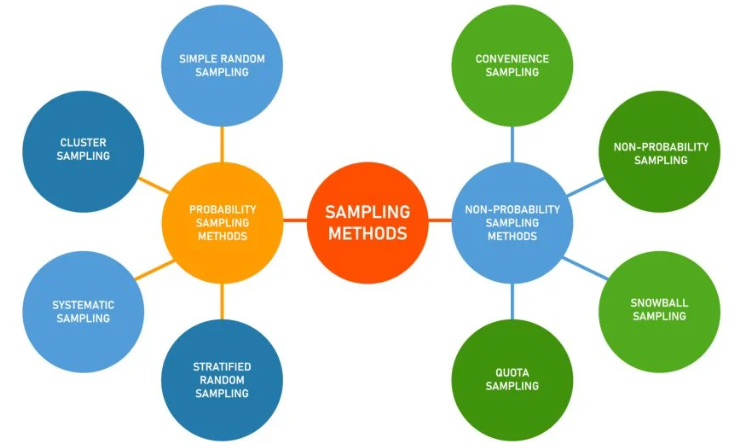 SIMPLE RANDOM
SAMPLING
CONVENIENCE
SAMPLING
CLUSTER
SAMPLING
NON-PROBABILITY
SAMPLING
PROBABILITY
SAMPLING
METHODS
SAMPLING
METHODS
NON-PROBABILITY
SAMPLING
METHODS
SYSTEMATIC
SAMPLING
SNOWBALL
SAMPLING
STRATIFIED
RANDOM
SAMPLING
QUOTA
SAMPLING